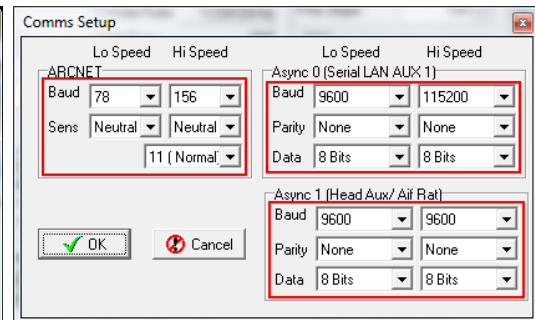 Comms Setup
Lo Speed Hi Speed
ARCNET
Baud 78 156
Sens Neutral Neutral
11 ( Normal
Lo Speed Hi Speed
Async 0 (Serial LAN AUX 1)
Baud 9600 115200
Parity None None
Data 8 Bits 8 Bits
Async 1 (Head Aux/ Aif Rat)
Baud 9600 9600
Parity None None
Data 8 Bits 8 Bits
OK Cancel